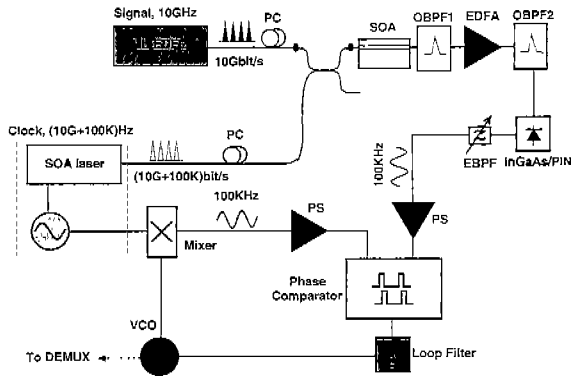 Signal, 10GHz
PC
10Gbit/s
SOA
OBPF1
EDFA
OBPF2
Clock, (10G+100K)Hz
SOA laser
PC
(10G+100K)bit/s
100KHz
EBPF
InGaAs/PIN
100KHz
PS
PS
Mixer
Phase
Comparator
VCO
To DEMUX
Loop Filter